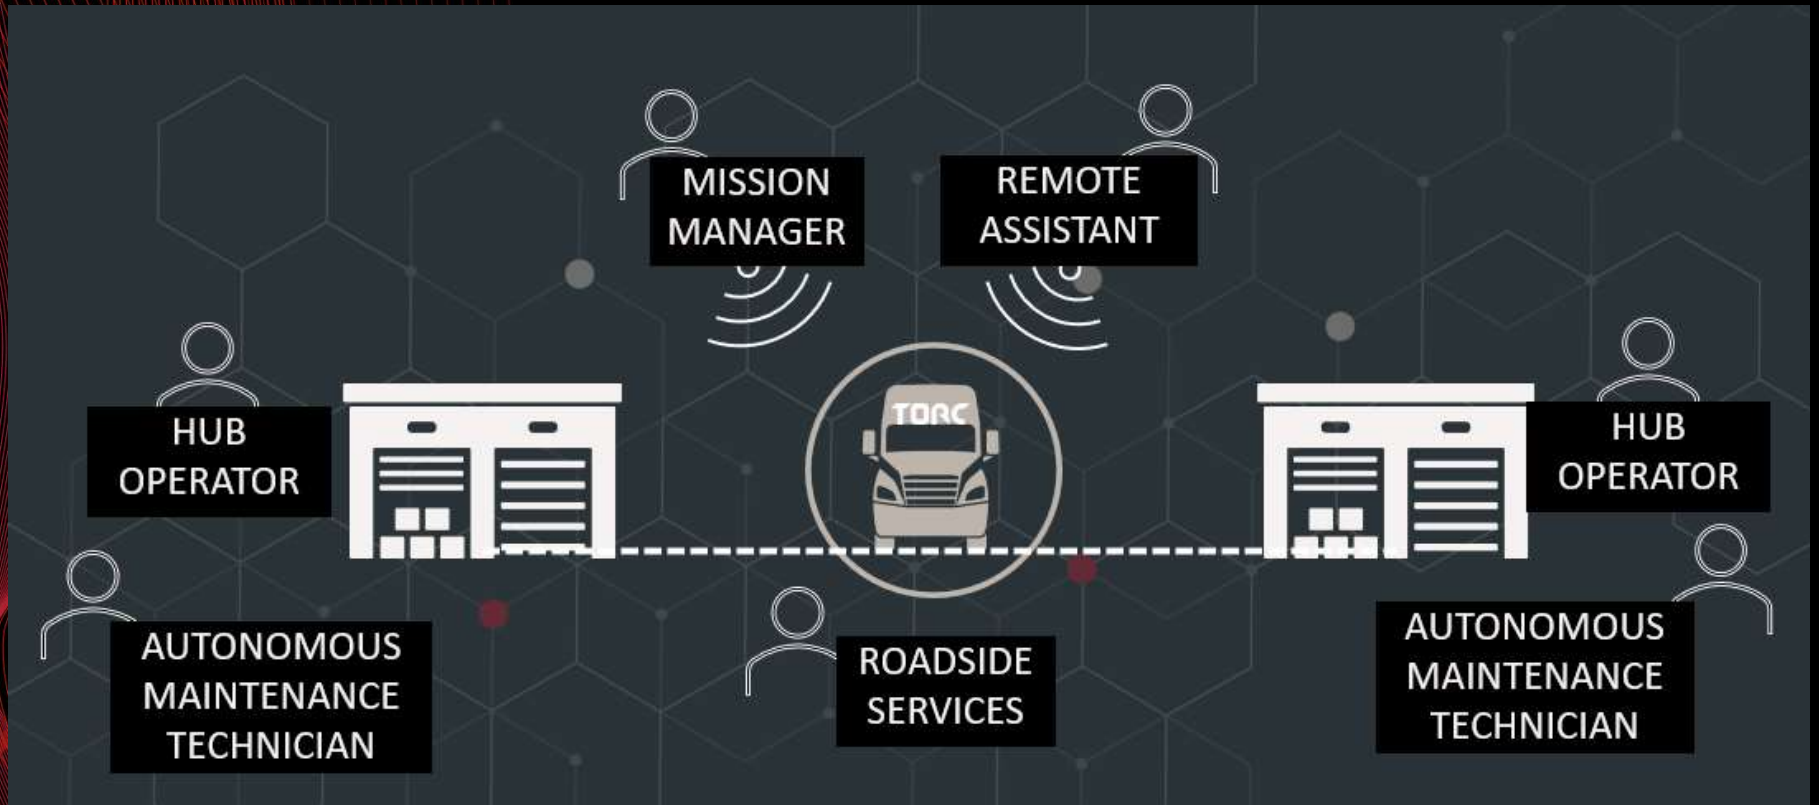 MISSION
MANAGER
REMOTE
ASSISTANT
TORC
HUB
OPERATOR
HUB
OPERATOR
AUTONOMOUS
MAINTENANCE
TECHNICIAN
ROADSIDE
SERVICES
AUTONOMOUS
MAINTENANCE
TECHNICIAN